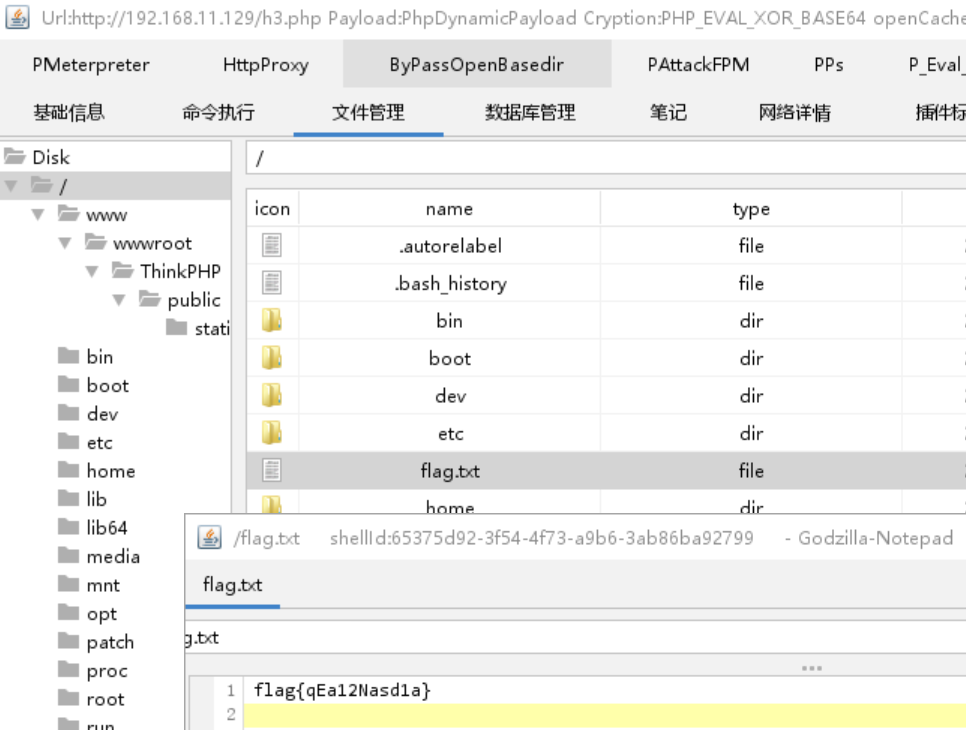 Url:http://192.168.11.129/h3.php Payload:PhpDynamicPayload Cryption:PHP_EVAL_XOR_BASE64 openCache
PMeterpreter HttpProxy ByPassOpenBasedir PAttackFPM PPs P_Eval_
基础信息 命令执行 文件管理 数据库管理 笔记 网络详情 插件标
Disk
/
/
www
wwwroot
ThinkPHP
public
stati
bin
boot
dev
etc
home
lib
lib64
media
mnt
opt
patch
proc
root
run
icon name type
.autorelabel file
.bash_history file
bin dir
boot dir
dev dir
etc dir
flag.txt file
home dir
/flag.txt shellId:65375d92-3f54-4f73-a9b6-3ab86ba92799 - Godzilla-Notepad
flag.txt
g.txt
1 flag{qEa12Nasd1a}
2